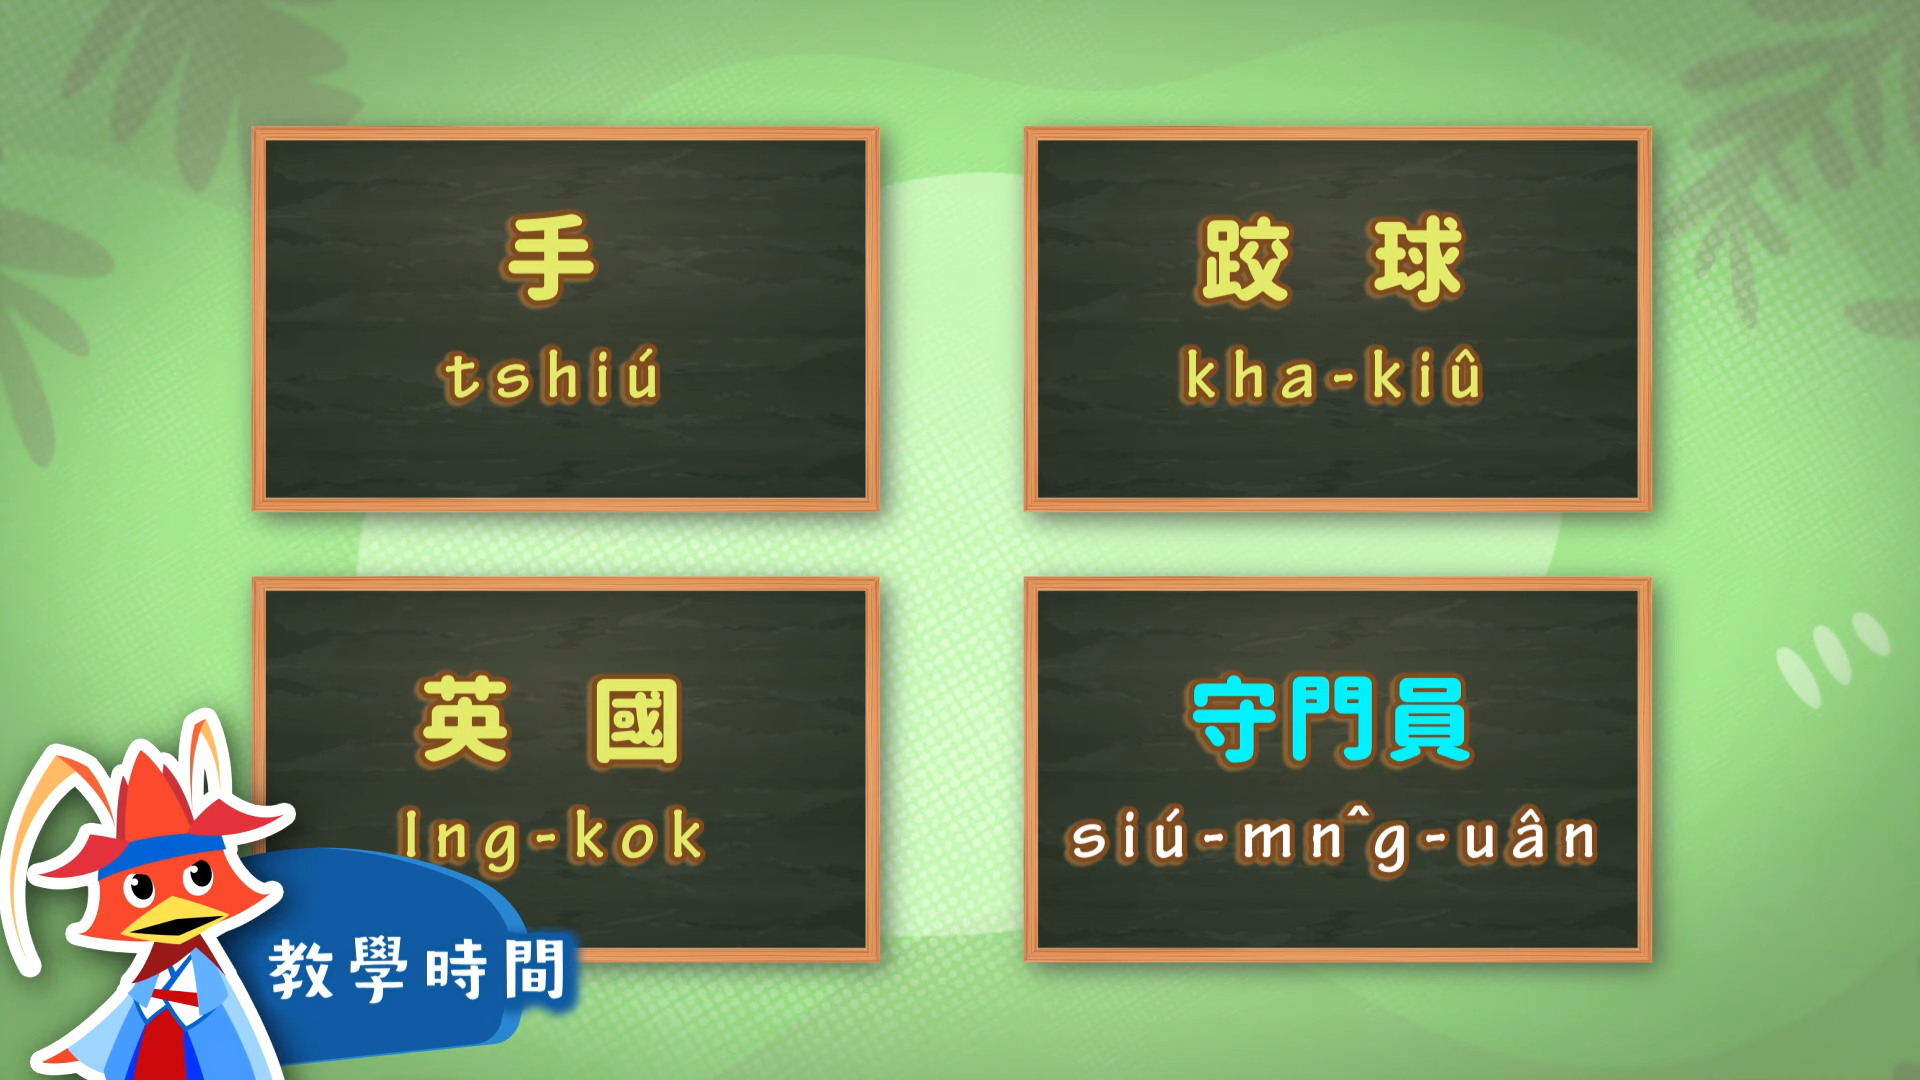 手
tshiú
跤 球
kha-kiû
英 國
Ing-kok
守門員
siú-mn̂g-uân
教學時間